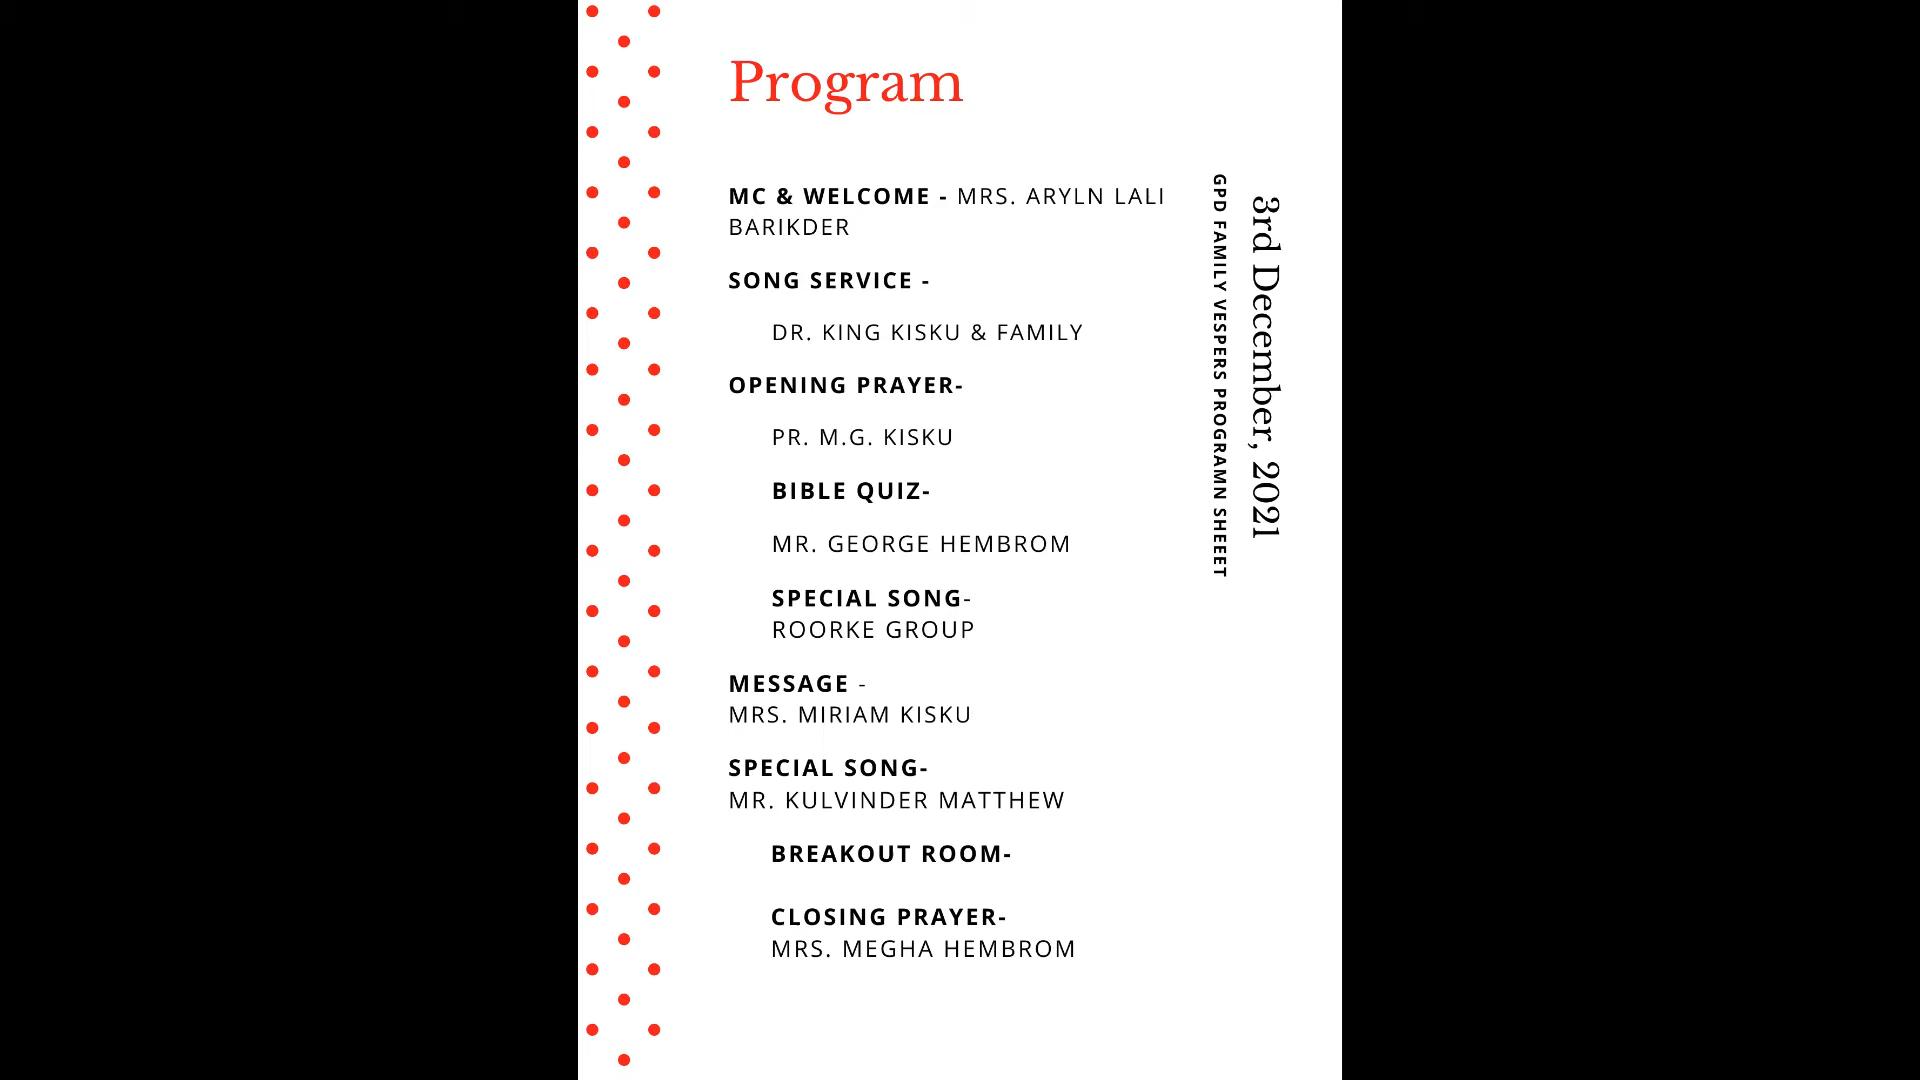 Program
MC & WELCOME - MRS. ARYLN LALI
BARIKDER
SONG SERVICE -
DR. KING KISKU & FAMILY
OPENING PRAYER-
PR. M.G. KISKU
BIBLE QUIZ-
MR. GEORGE HEMBROM
SPECIAL SONG-
ROORKE GROUP
MESSAGE -
MRS. MIRIAM KISKU
SPECIAL SONG-
MR. KULVINDER MATTHEW
BREAKOUT ROOM-
CLOSING PRAYER-
MRS. MEGHA HEMBROM
3rd December, 2021
GPD FAMILY VESPERS PROGRAMN SHEEET